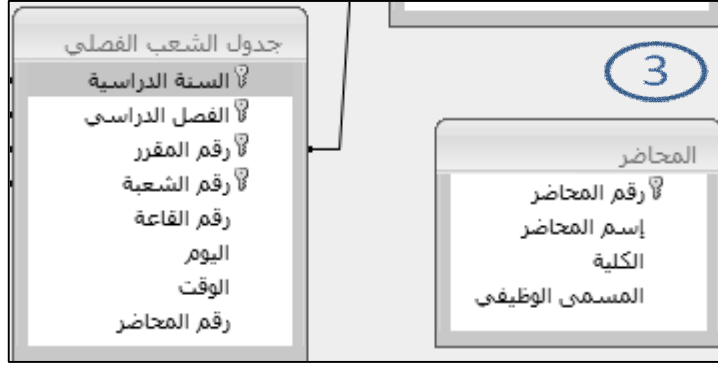 جدول الشعب الفصلي
السنة الدراسية
الفصل الدراسي
رقم المقرر
رقم الشعبة
رقم القاعة
اليوم
الوقت
رقم المحاضر
3
المحاضر
رقم المحاضر
إسم المحاضر
الكلية
المسمى الوظيفي